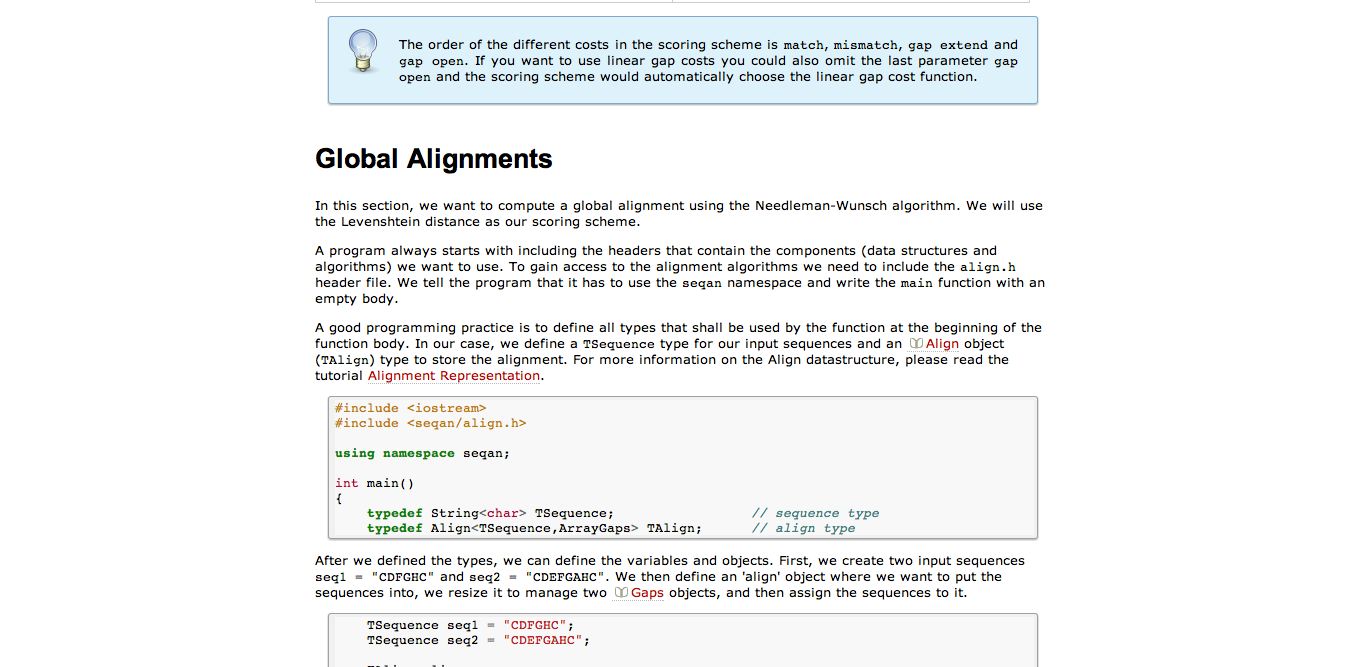 The order of the different costs in the scoring scheme is match, mismatch, gap extend and
gap open. If you want to use linear gap costs you could also omit the last parameter gap
open and the scoring scheme would automatically choose the linear gap cost function.
Global Alignments
In this section, we want to compute a global alignment using the Needleman-Wunsch algorithm. We will use
the Levenshtein distance as our scoring scheme.
A program always starts with including the headers that contain the components (data structures and
algorithms) we want to use. To gain access to the alignment algorithms we need to include the align.h
header file. We tell the program that it has to use the seqan namespace and write the main function with an
empty body.
A good programming practice is to define all types that shall be used by the function at the beginning of the
function body. In our case, we define a TSequence type for our input sequences and an Align object
(TAlign) type to store the alignment. For more information on the Align datastructure, please read the
tutorial Alignment Representation.
#include <iostream>
#include <seqan/align.h>
using namespace seqan;
int main()
{
typedef String<char> TSequence; // sequence type
typedef Align<TSequence,ArrayGaps> TAlign; // align type
After we defined the types, we can define the variables and objects. First, we create two input sequences
seq1 = "CDFGHC" and seq2 = "CDEFGAHC". We then define an 'align' object where we want to put the
sequences into, we resize it to manage two Gaps objects, and then assign the sequences to it.
TSequence seq1 = "CDFGHC";
TSequence seq2 = "CDEFGAHC";